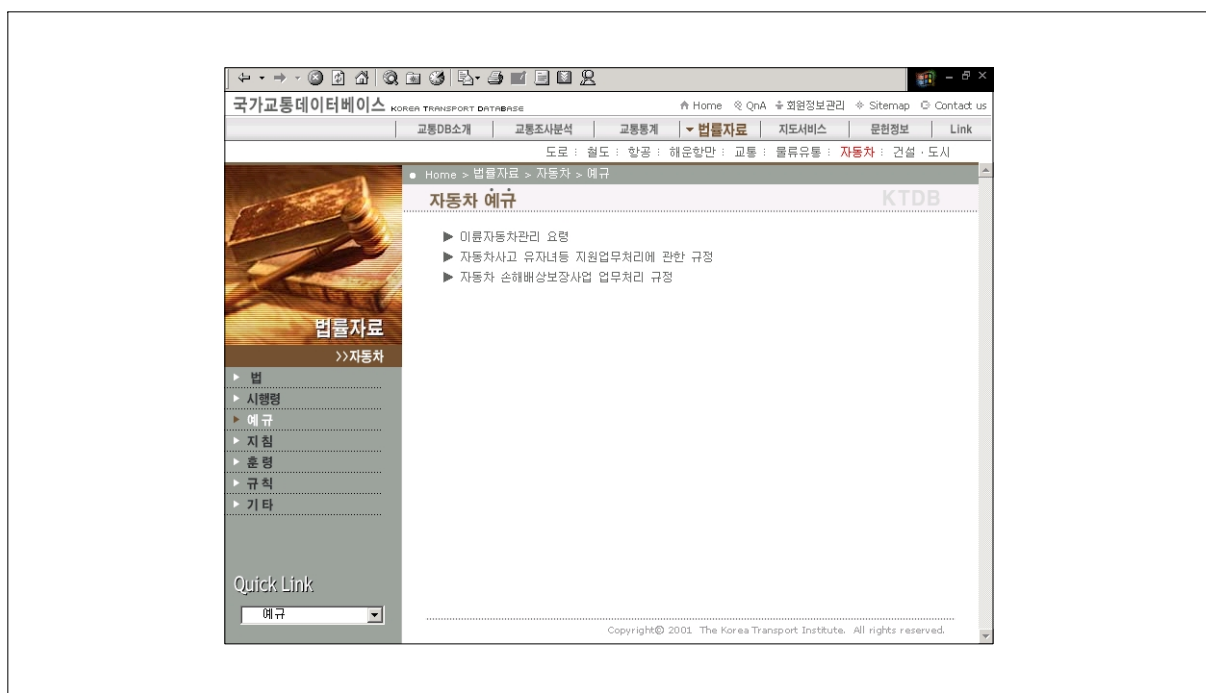 국가교통데이터베이스 KOREA TRANSPORT DATABASE
Home QnA 회원정보관리 Sitemap Contact us
교통DB소개 교통조사분석 교통통계 법률자료 지도서비스 문헌정보 Link
도로 : 철도 : 항공 : 해운항만 : 교통 : 물류유통 : 자동차 : 건설 · 도시
Home > 법률자료 > 자동차 > 예규
자동차 예규
KTDB
▶ 이륜자동차관리 요령
▶ 자동차사고 유자녀등 지원업무처리에 관한 규정
▶ 자동차 손해배상보장사업 업무처리 규정
법률자료
>>자동차
법
시행령
예규
지침
훈령
규칙
기타
Quick Link
예규
Copyright© 2001 The Korea Transport Institute. All rights reserved.